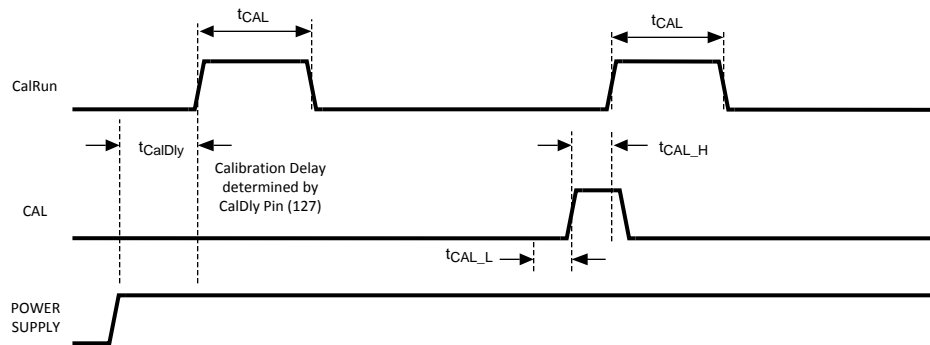 tCAL
tCAL
CalRun
tCalDly
Calibration Delay
determined by
CalDly Pin (127)
tCAL_H
CAL
tCAL_L
POWER
SUPPLY